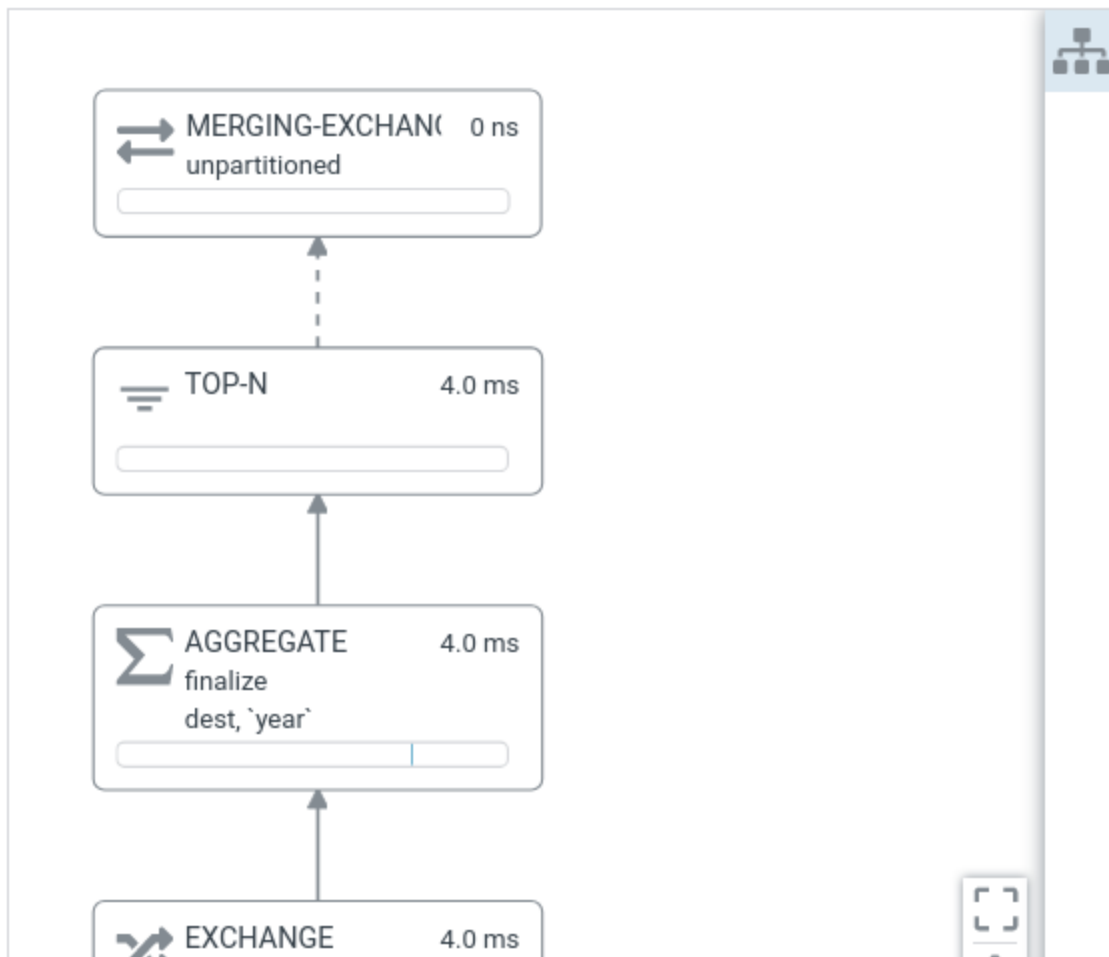 MERGING-EXCHANG 0 ns
unpartitioned
TOP-N 4.0 ms
AGGREGATE 4.0 ms
finalize
dest, `year`
EXCHANGE 4.0 ms